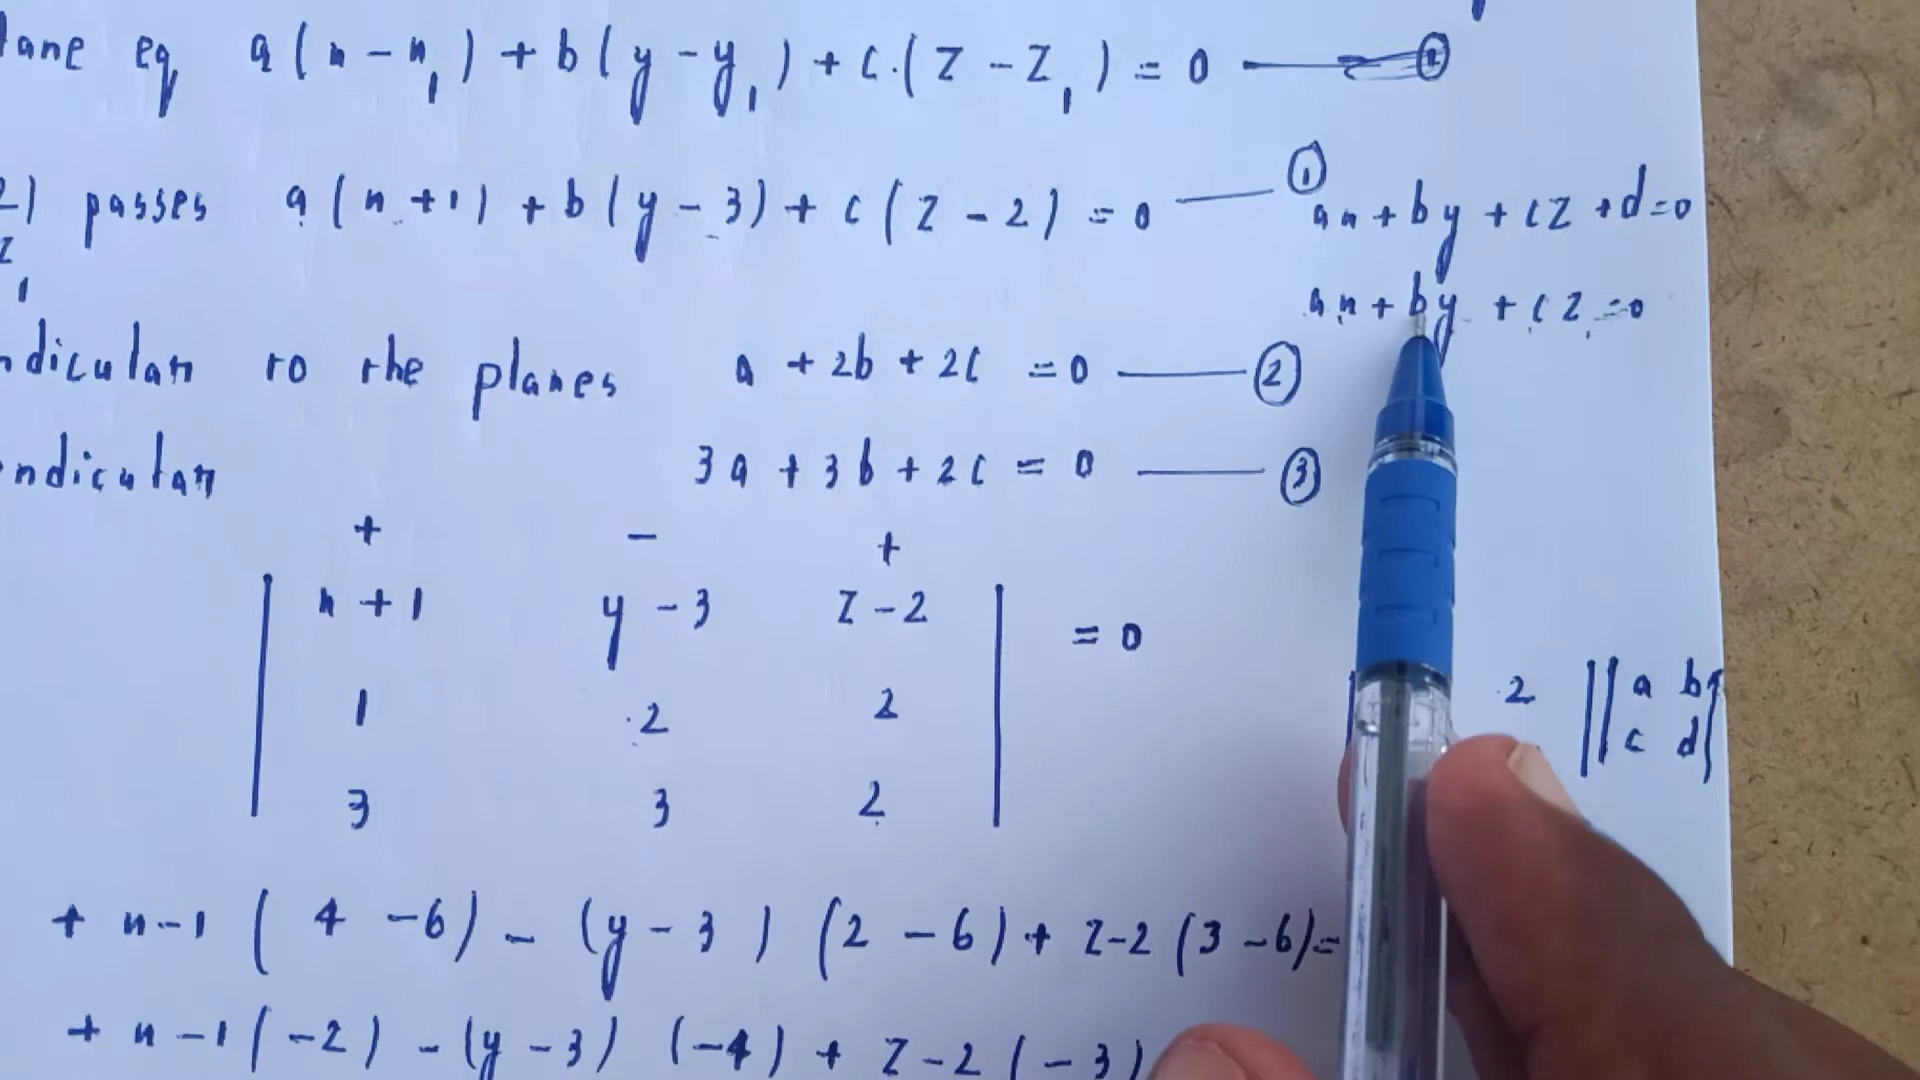 lane eq a(x-x1)+b(y-y1)+c.(z-z1)=0
2) passes a(x+1)+b(y-3)+c(z-2)=0 — ①
z1
ax+by+cz+d=0
ax+by+cz=0
ndicular to the planes a+2b+2c=0 — ②
endicular 3a+3b+2c=0 — ③
+ - +
x+1 y-3 z-2 =0
1 2 2
3 3 2
2 || a b
c d |
+ x-1(4-6)-(y-3)(2-6)+z-2(3-6)=
+ x-1(-2)-(y-3)(-4)+z-2(-3)